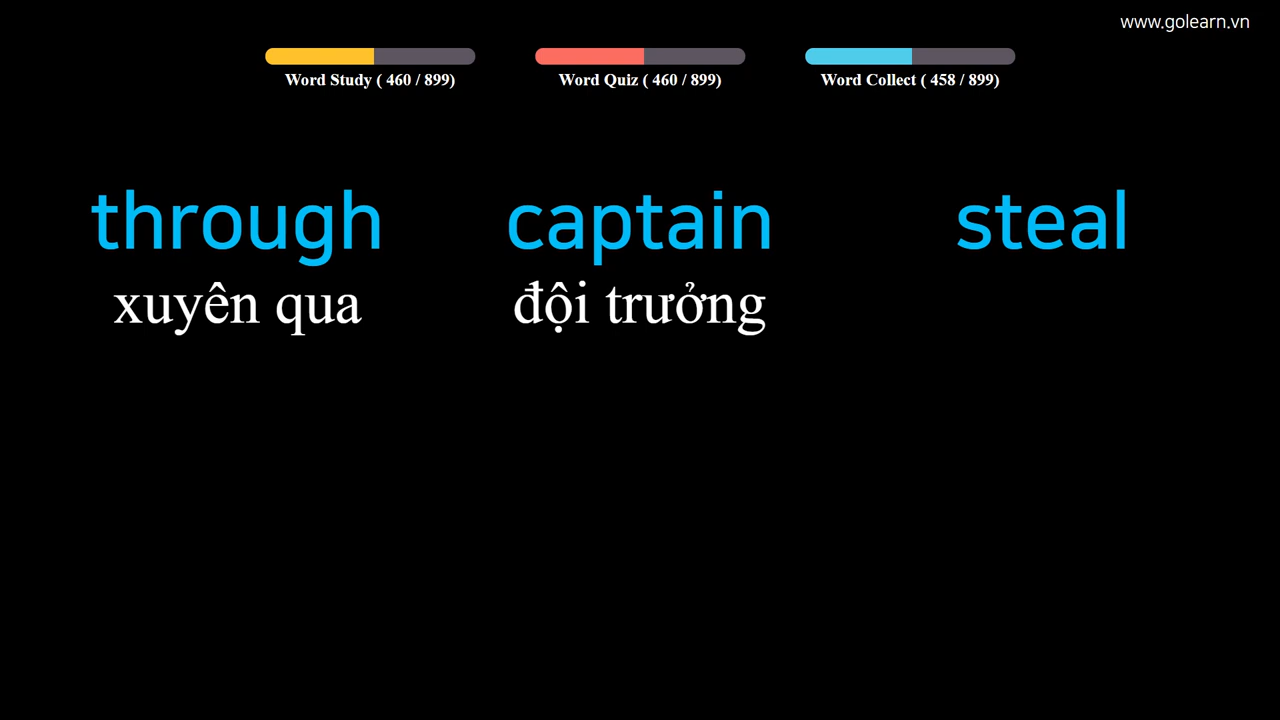 www.golearn.vn
Word Study ( 460 / 899)
Word Quiz ( 460 / 899)
Word Collect ( 458 / 899)
through
captain
steal
xuyên qua
đội trưởng